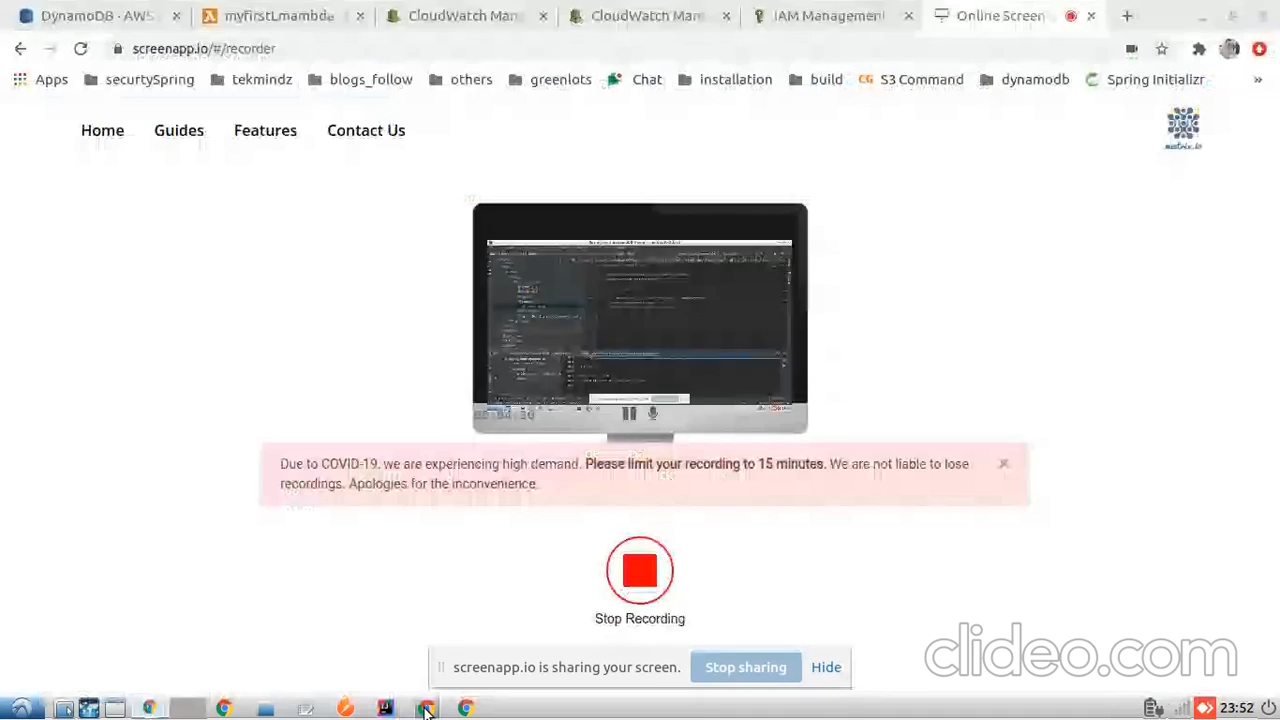 DynamoDB - AWS
myFirstLmambda
CloudWatch Man
CloudWatch Man
IAM Management
Online Screen
screenapp.io/#/recorder
Apps
securtySpring
tekmindz
blogs_follow
others
greenlots
Chat
installation
build
CG S3 Command
dynamodb
Spring Initializr
»
Home
Guides
Features
Contact Us
matrix.io
Due to COVID-19, we are experiencing high demand. Please limit your recording to 15 minutes. We are not liable to lose
recordings. Apologies for the inconvenience.
Stop Recording
screenapp.io is sharing your screen.
Stop sharing
Hide
clideo.com
23:52